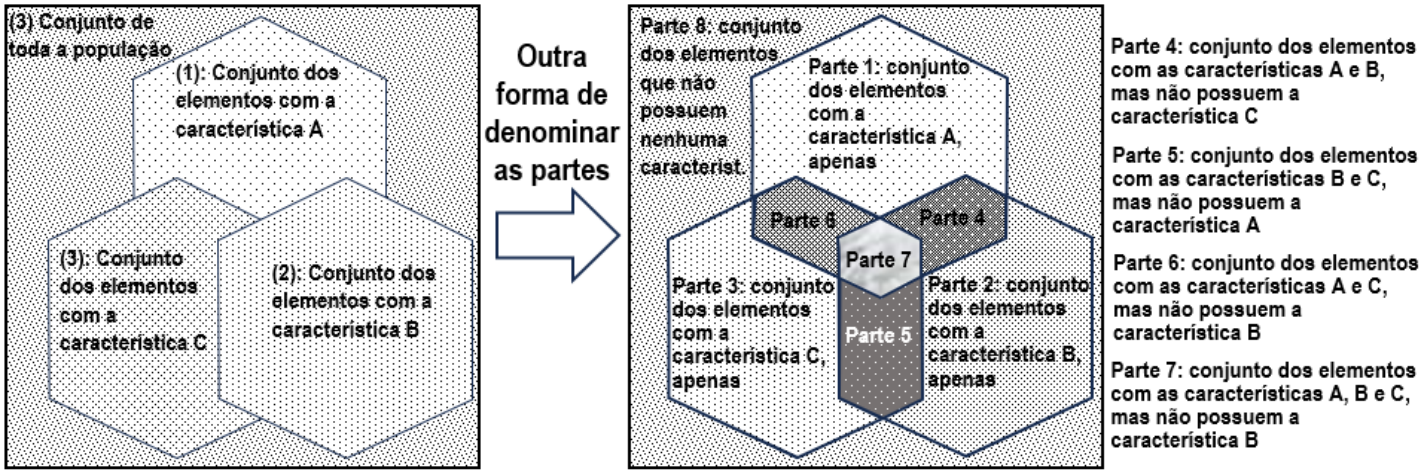 (3) Conjunto de
toda a população
(1): Conjunto dos
elementos com a
característica A
(3): Conjunto
dos elementos
com a
característica C
(2): Conjunto dos
elementos com a
característica B
Outra
forma de
denominar
as partes
Parte 8: conjunto
dos elementos
que não
possuem
nenhuma
característ.
Parte 1: conjunto
dos elementos
com a
característica A,
apenas
Parte 6
Parte 4
Parte 7
Parte 3: conjunto
dos elementos
com a
característica C,
apenas
Parte 5
Parte 2: conjunto
dos elementos
com a
característica B,
apenas
Parte 4: conjunto dos elementos
com as características A e B,
mas não possuem a
característica C
Parte 5: conjunto dos elementos
com as características B e C,
mas não possuem a
característica A
Parte 6: conjunto dos elementos
com as características A e C,
mas não possuem a
característica B
Parte 7: conjunto dos elementos
com as características A, B e C,
mas não possuem a
característica B